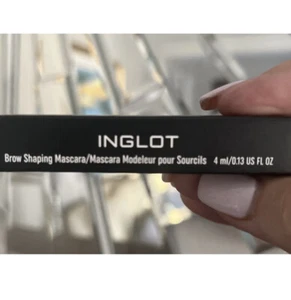 INGLOT
Brow Shaping Mascara/Mascara Modeleur pour Sourcils 4 ml/0.13 US FL OZ